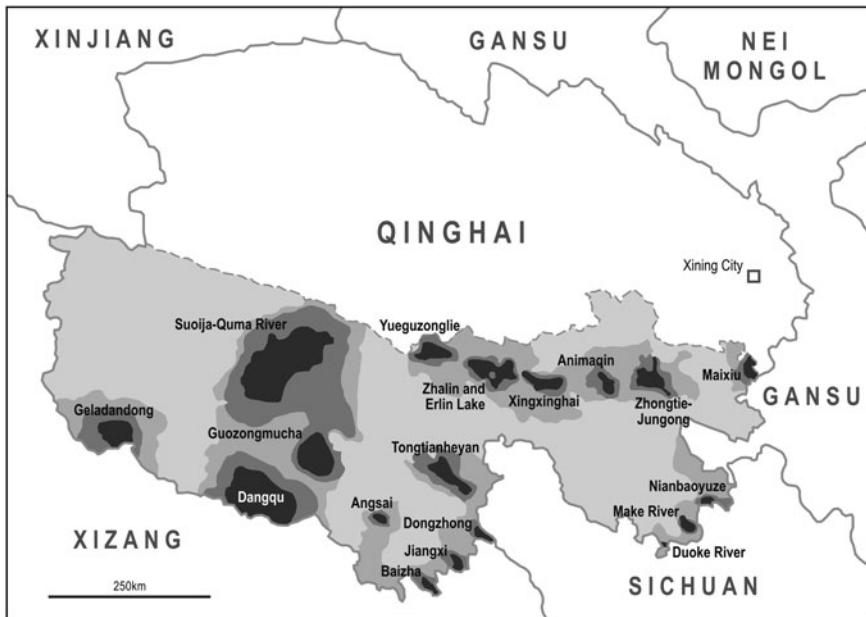 XINJIANG
GANSU
NEI
MONGOL
QINGHAI
Xining City
Suoija-Quma River
Yueguzonglie
Animaqin
Maixiu
Zhalin and
Erlin Lake
Xingxinghai
Zhongtie-
Jungong
GANSU
Geladandong
Guozongmucha
Tongtianheyan
Nianbaoyuze
Dangqu
Angsai
Dongzhong
Make River
XIZANG
Jiangxi
Duoke River
Baizha
SICHUAN
250km